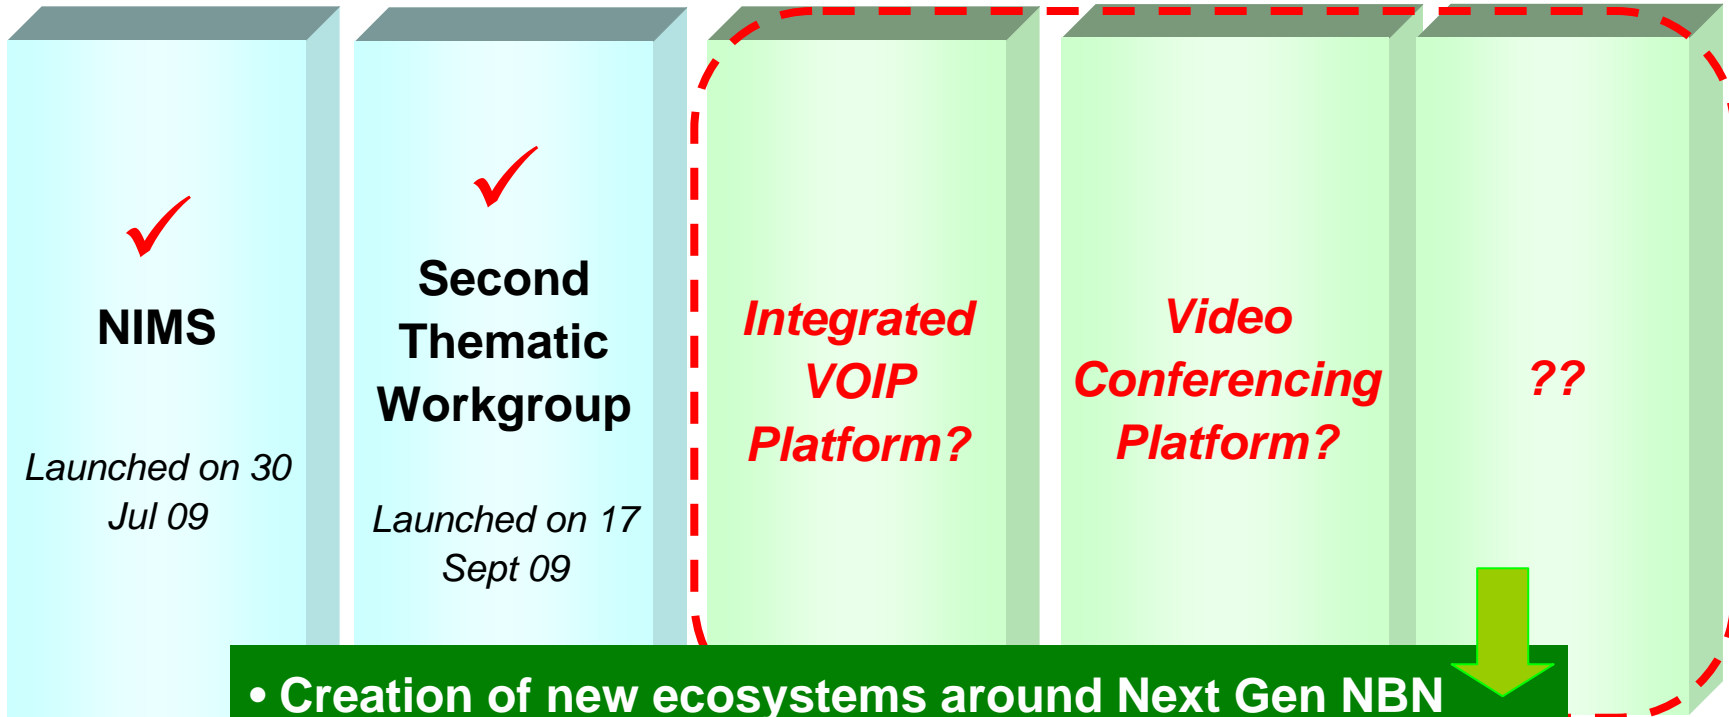 NIMS
Launched on 30
Jul 09
Second
Thematic
Workgroup
Launched on 17
Sept 09
Integrated
VOIP
Platform?
Video
Conferencing
Platform?
??
• Creation of new ecosystems around Next Gen NBN